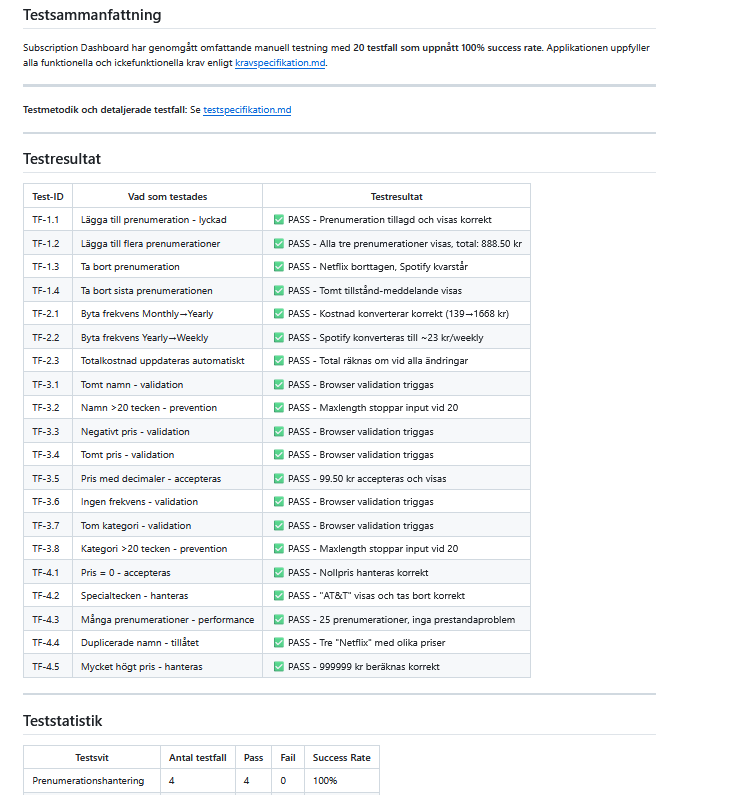 Testsammanfattning
Subscription Dashboard har genomgått omfattande manuell testning med 20 testfall som uppnått 100% success rate. Applikationen uppfyller
alla funktionella och ickefunktionella krav enligt kravspecifikation.md.
Testmetodik och detaljerade testfall: Se testspecifikation.md
Testresultat
Test-ID Vad som testades Testresultat
TF-1.1 Lägga till prenumeration - lyckad ✅ PASS - Prenumeration tillagd och visas korrekt
TF-1.2 Lägga till flera prenumerationer ✅ PASS - Alla tre prenumerationer visas, total: 888.50 kr
TF-1.3 Ta bort prenumeration ✅ PASS - Netflix borttagen, Spotify kvarstår
TF-1.4 Ta bort sista prenumerationen ✅ PASS - Tomt tillstånd-meddelande visas
TF-2.1 Byta frekvens Monthly→Yearly ✅ PASS - Kostnad konverterar korrekt (139→1668 kr)
TF-2.2 Byta frekvens Yearly→Weekly ✅ PASS - Spotify konverteras till ~23 kr/weekly
TF-2.3 Totalkostnad uppdateras automatiskt ✅ PASS - Total räknas om vid alla ändringar
TF-3.1 Tomt namn - validation ✅ PASS - Browser validation triggas
TF-3.2 Namn >20 tecken - prevention ✅ PASS - Maxlength stoppar input vid 20
TF-3.3 Negativt pris - validation ✅ PASS - Browser validation triggas
TF-3.4 Tomt pris - validation ✅ PASS - Browser validation triggas
TF-3.5 Pris med decimaler - accepteras ✅ PASS - 99.50 kr accepteras och visas
TF-3.6 Ingen frekvens - validation ✅ PASS - Browser validation triggas
TF-3.7 Tom kategori - validation ✅ PASS - Browser validation triggas
TF-3.8 Kategori >20 tecken - prevention ✅ PASS - Maxlength stoppar input vid 20
TF-4.1 Pris = 0 - accepteras ✅ PASS - Nollpris hanteras korrekt
TF-4.2 Specialtecken - hanteras ✅ PASS - "AT&T" visas och tas bort korrekt
TF-4.3 Många prenumerationer - performance ✅ PASS - 25 prenumerationer, inga prestandaproblem
TF-4.4 Duplicerade namn - tillåtet ✅ PASS - Tre "Netflix" med olika priser
TF-4.5 Mycket högt pris - hanteras ✅ PASS - 999999 kr beräknas korrekt
Teststatistik
Testsvit Antal testfall Pass Fail Success Rate
Prenumerationshantering 4 4 0 100%